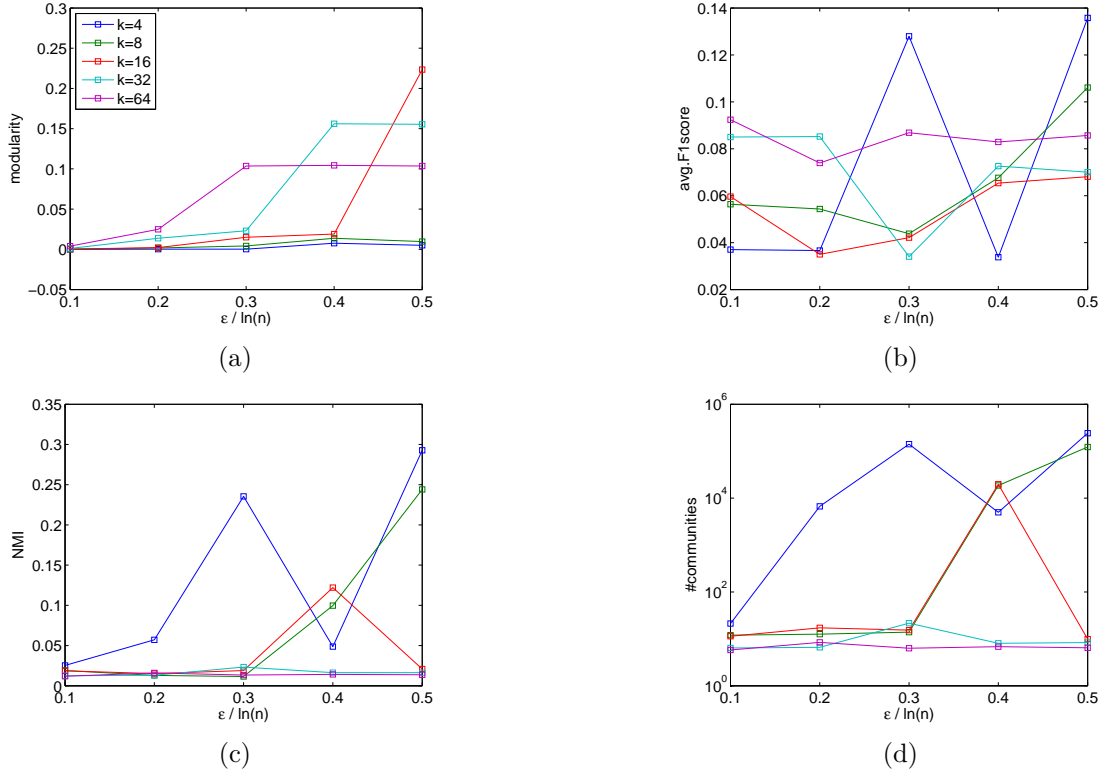 0.3
0.25
0.2
0.15
0.1
0.05
0
−0.05
modularity
k=4
k=8
k=16
k=32
k=64
0.1 0.2 0.3 0.4 0.5
ε / ln(n)
(a)
0.14
0.12
0.1
0.08
0.06
0.04
0.02
avg.F1score
0.1 0.2 0.3 0.4 0.5
ε / ln(n)
(b)
0.35
0.3
0.25
0.2
0.15
0.1
0.05
0
NMI
0.1 0.2 0.3 0.4 0.5
ε / ln(n)
(c)
10^6
10^4
10^2
10^0
#communities
0.1 0.2 0.3 0.4 0.5
ε / ln(n)
(d)